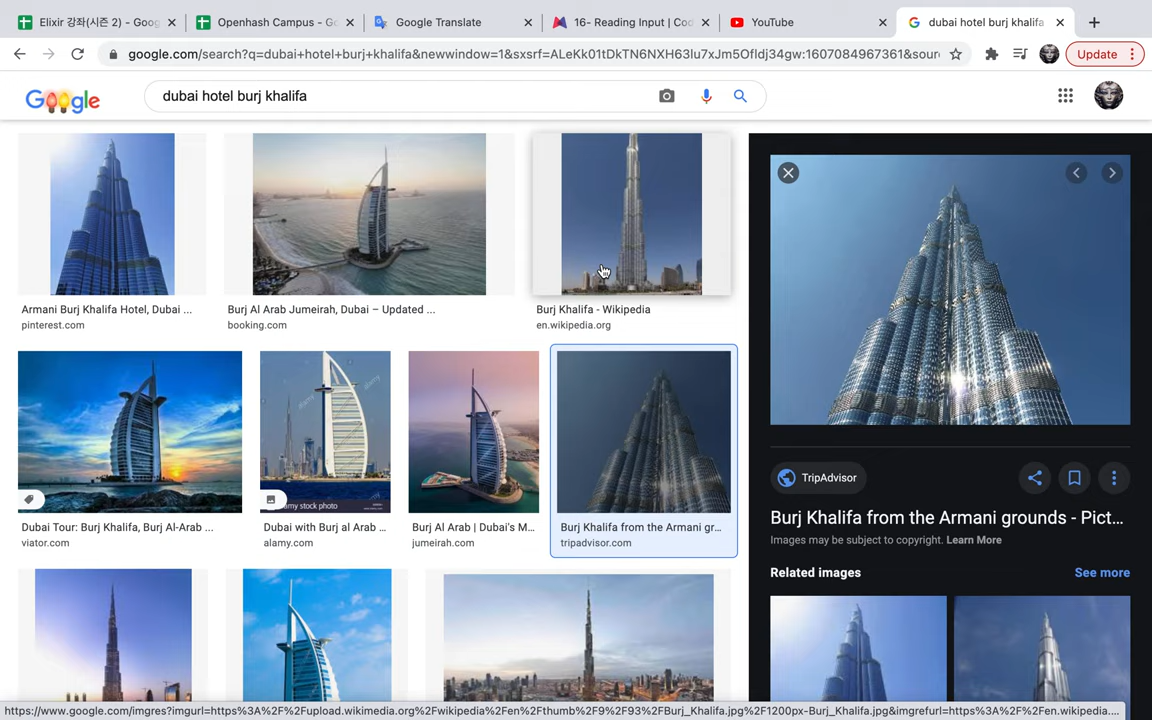 Elixir 강좌(시즌 2) - Goog
Openhash Campus - Go
Google Translate
16- Reading Input | Cod
YouTube
dubai hotel burj khalifa
google.com/search?q=dubai+hotel+burj+khalifa&newwindow=1&sxsrf=ALeKk01tDkTN6NXH63lu7xJm5Ofldj34gw:1607084967361&sour
Update
Google
dubai hotel burj khalifa
Armani Burj Khalifa Hotel, Dubai ...
pinterest.com
Burj Al Arab Jumeirah, Dubai – Updated ...
booking.com
Burj Khalifa - Wikipedia
en.wikipedia.org
Dubai Tour: Burj Khalifa, Burj Al-Arab ...
viator.com
alamy stock photo
Dubai with Burj al Arab ...
alamy.com
Burj Al Arab | Dubai's M...
jumeirah.com
Burj Khalifa from the Armani gr...
tripadvisor.com
TripAdvisor
Burj Khalifa from the Armani grounds - Pict...
Images may be subject to copyright. Learn More
Related images
See more
https://www.google.com/imgres?imgurl=https%3A%2F%2Fupload.wikimedia.org%2Fwikipedia%2Fen%2Fthumb%2F9%2F93%2FBurj_Khalifa.jpg%2F1200px-Burj_Khalifa.jpg&imgrefurl=https%3A%2F%2Fen.wikipedia....